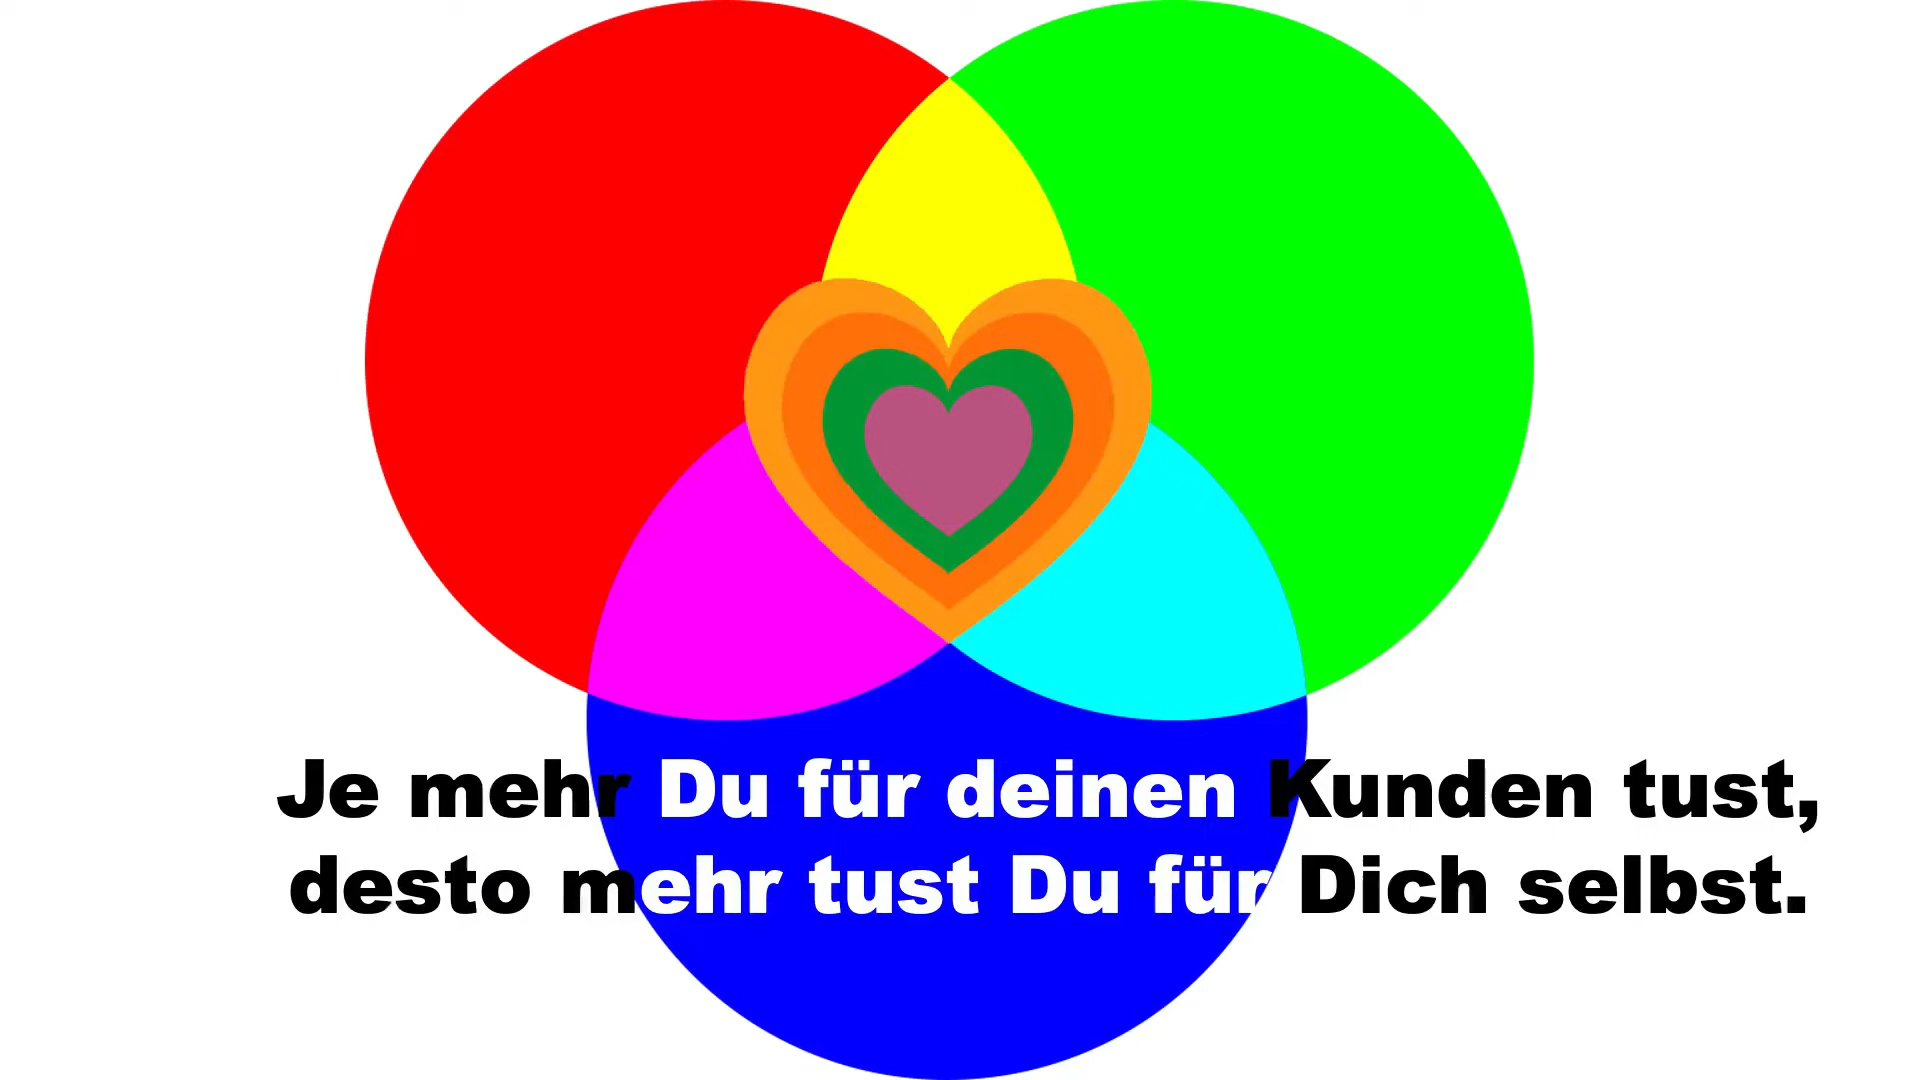 Je mehr Du für deinen Kunden tust,
desto mehr tust Du für Dich selbst.